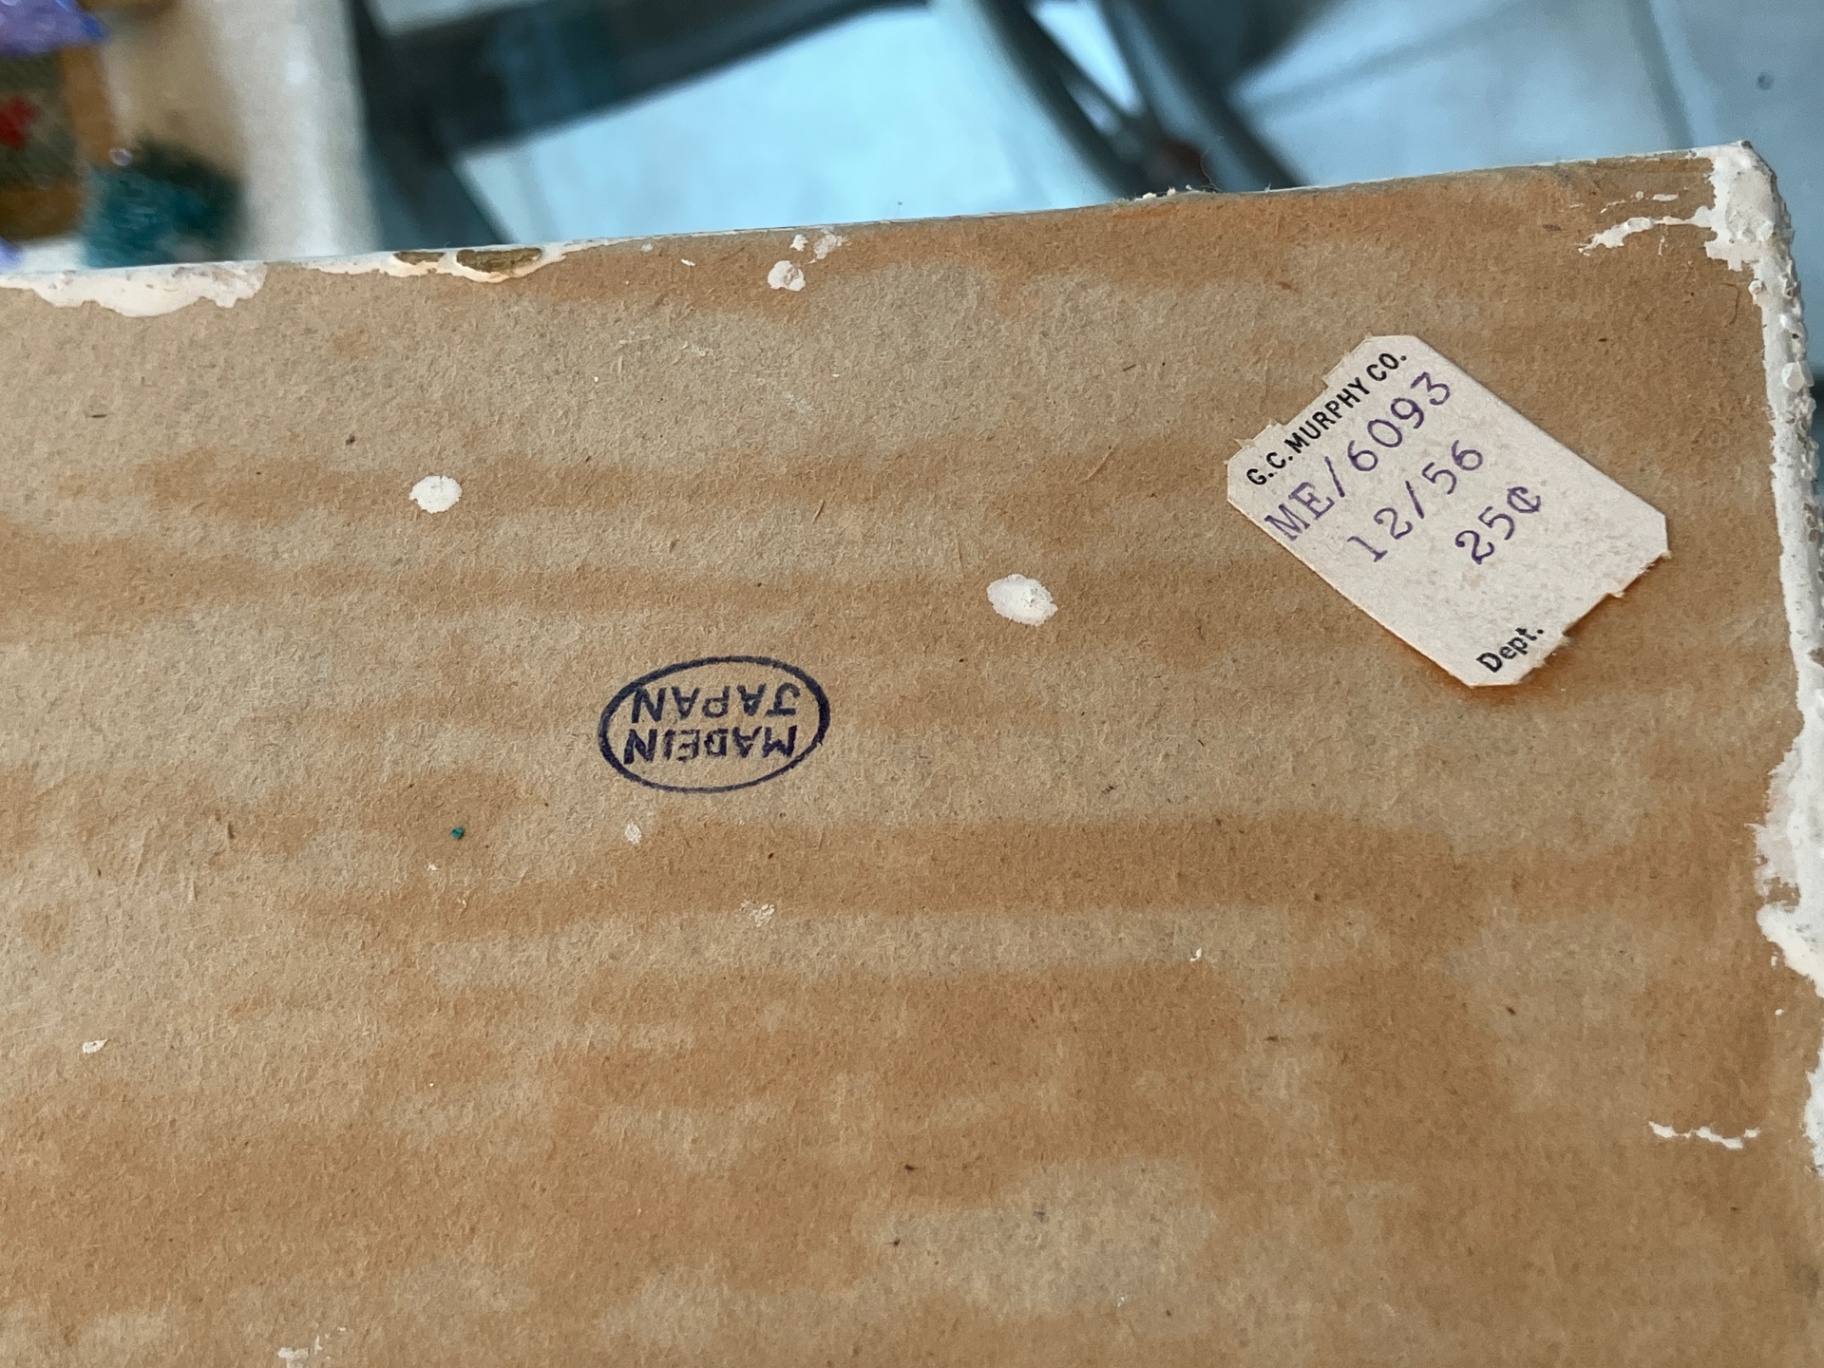 G.C. MURPHY CO.
ME/6093
12/56
25¢
Dept.
MADE IN
JAPAN